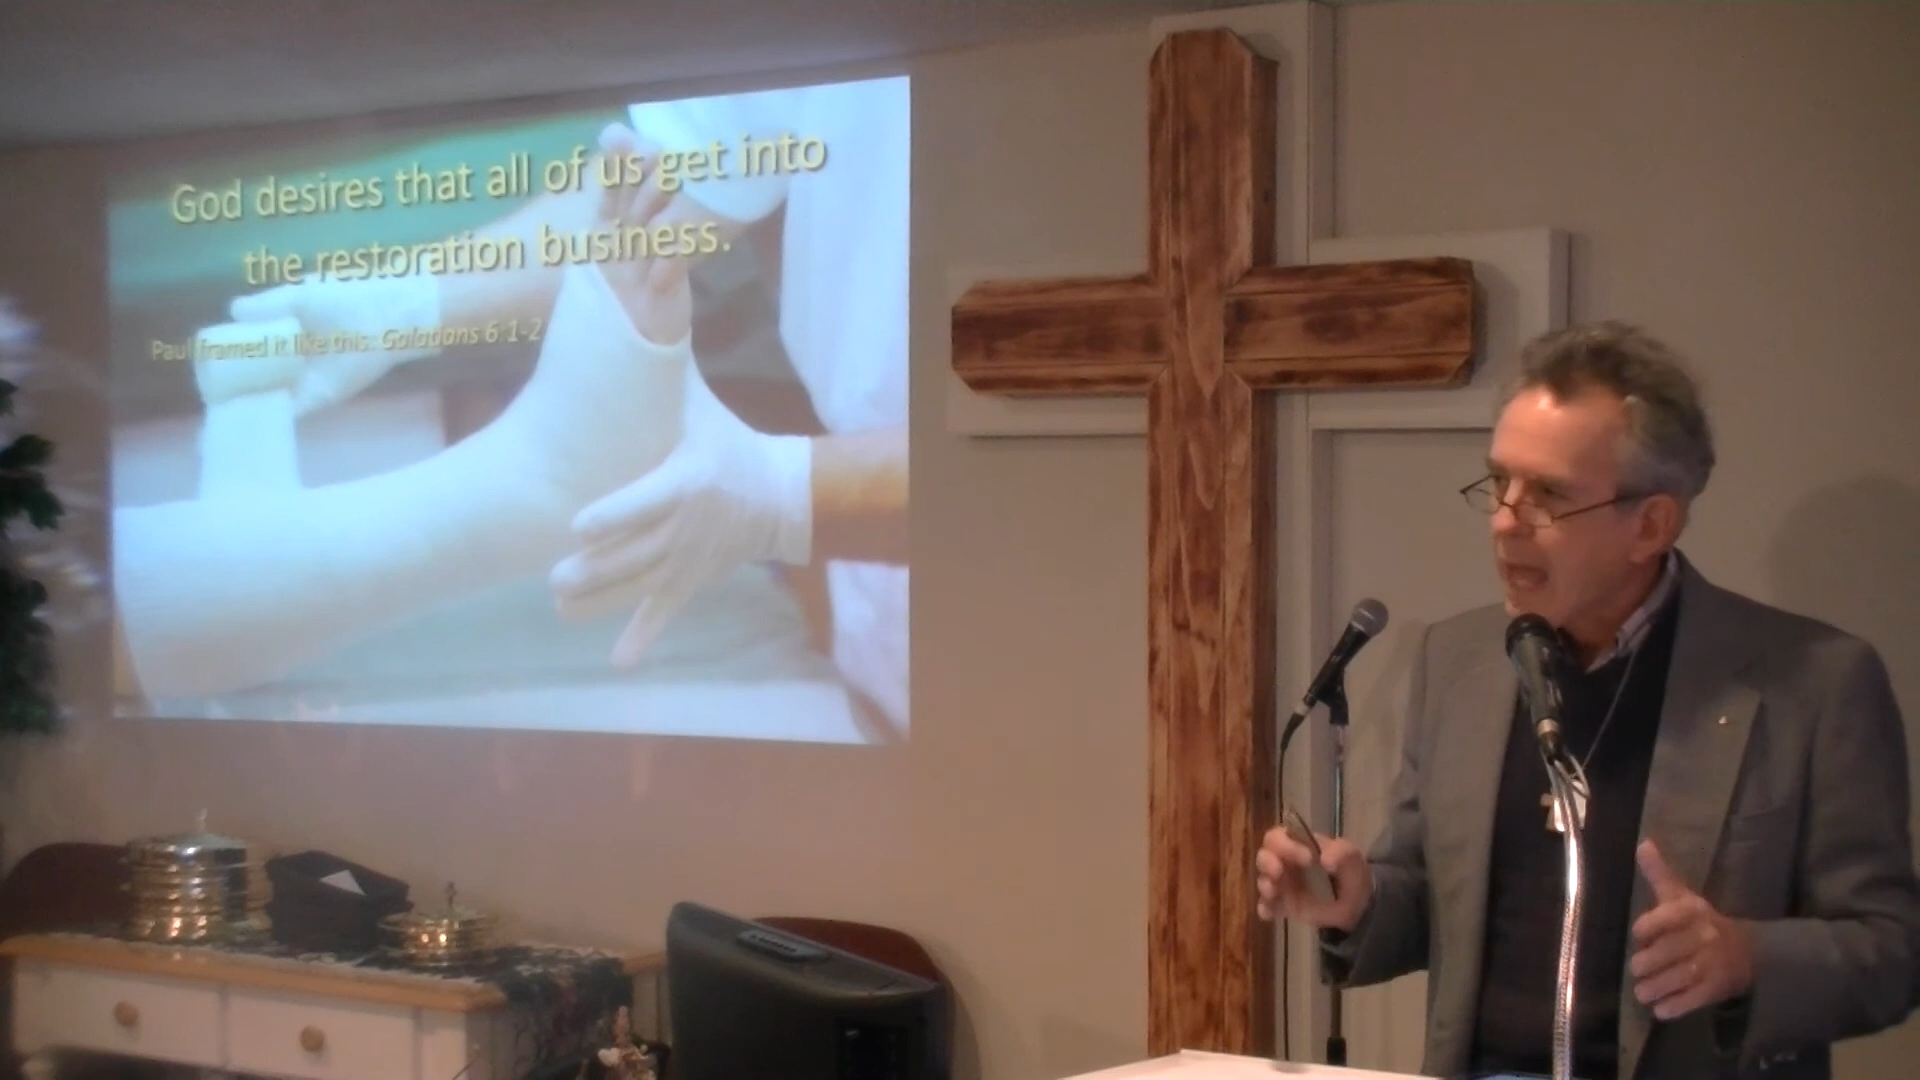 God desires that all of us get into
the restoration business.
Paul framed it like this: Galatians 6:1-2